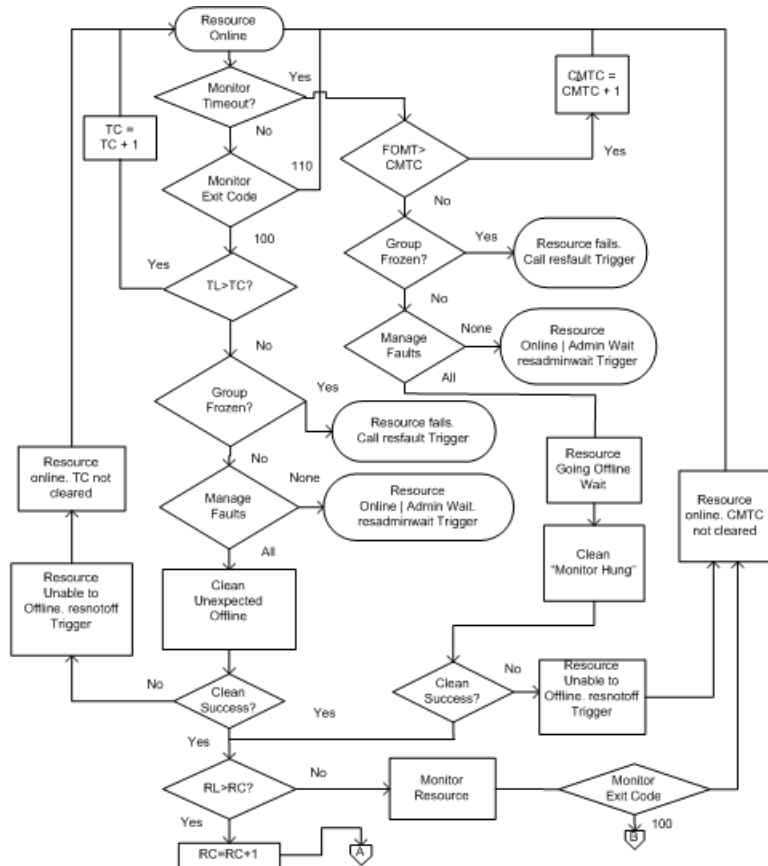 Resource
Online
Monitor
Timeout?
Yes
No
TC =
TC + 1
CMTC =
CMTC + 1
FOMT>
CMTC
Yes
No
Monitor
Exit Code
110
100
TL>TC?
Yes
No
Group
Frozen?
Yes
No
Resource fails.
Call resfault Trigger
Manage
Faults
None
All
Resource
Online | Admin Wait
resadminwait Trigger
Group
Frozen?
Yes
No
Resource fails.
Call resfault Trigger
Manage
Faults
None
All
Resource
Online | Admin Wait.
resadminwait Trigger
Resource
online. TC not
cleared
Resource
Going Offline
Wait
Resource
online. CMTC
not cleared
Clean
"Monitor Hung"
Resource
Unable to
Offline. resnotoff
Trigger
Clean
Unexpected
Offline
Clean
Success?
No
Yes
Clean
Success?
No
Yes
Resource
Unable to
Offline. resnotoff
Trigger
RL>RC?
No
Yes
Monitor
Resource
Monitor
Exit Code
100
B
RC=RC+1
A